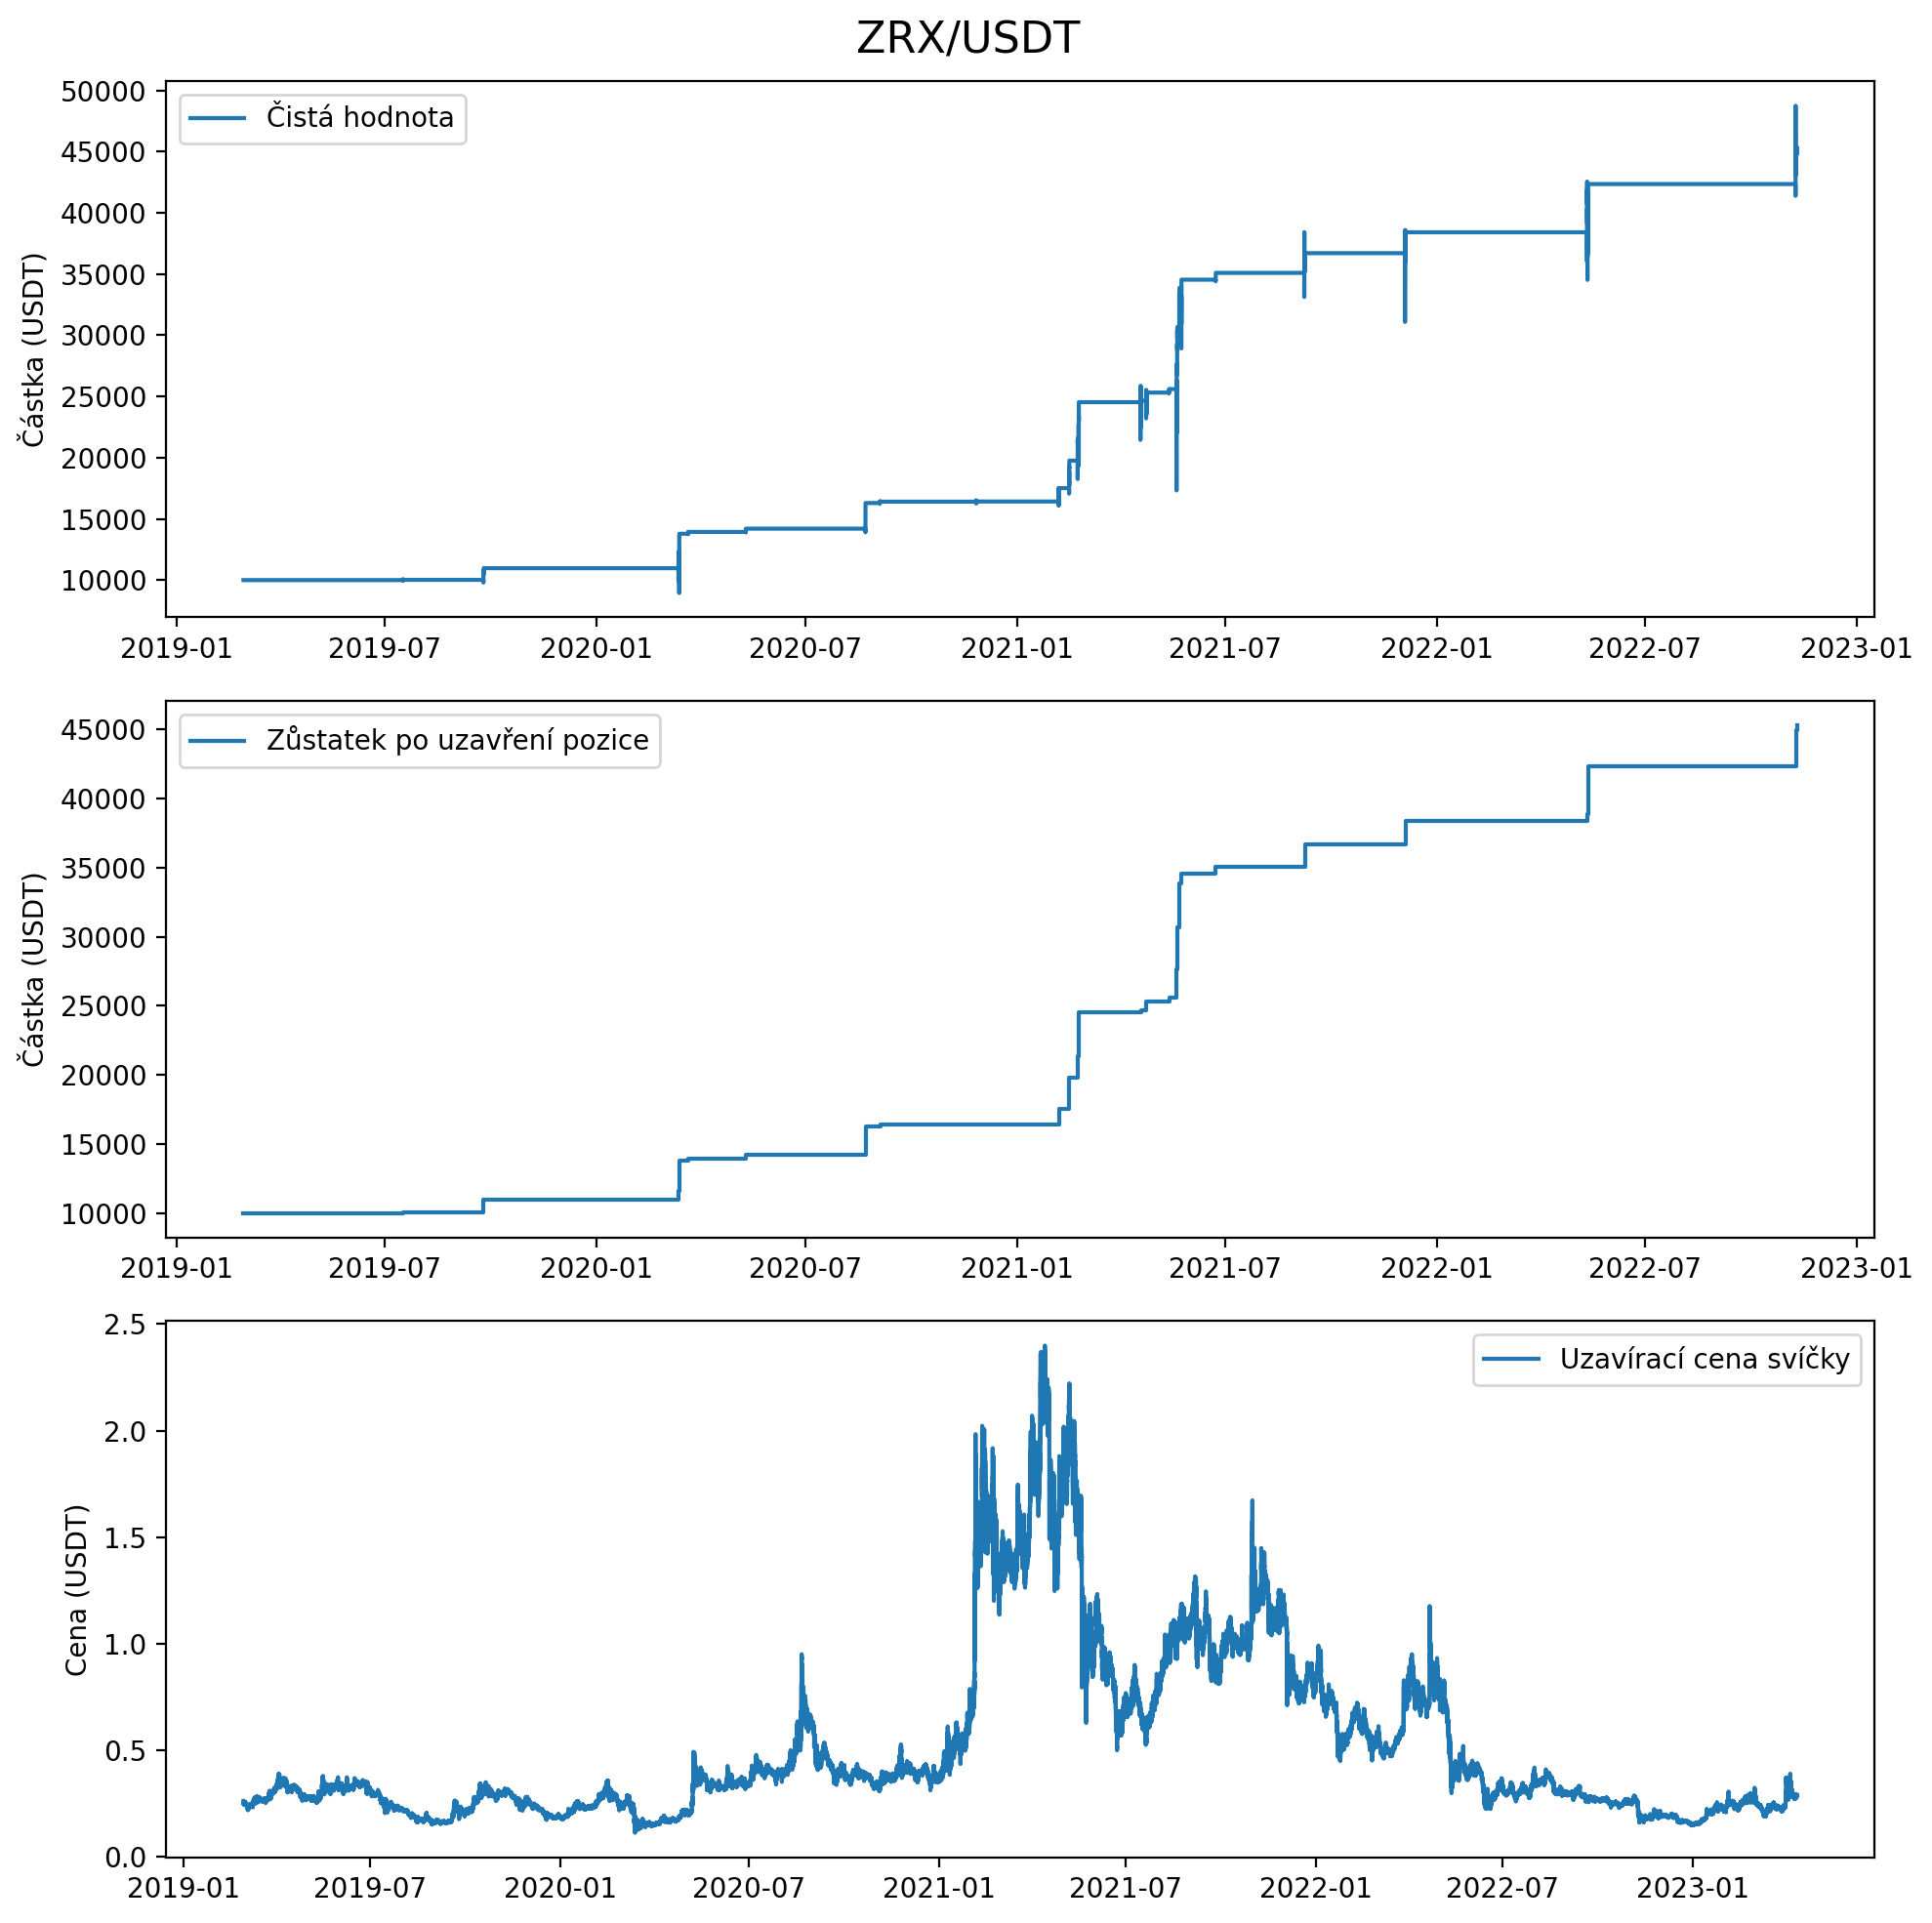 ZRX/USDT
50000
45000
40000
35000
30000
25000
20000
15000
10000
Částka (USDT)
Čistá hodnota
2019-01 2019-07 2020-01 2020-07 2021-01 2021-07 2022-01 2022-07 2023-01
45000
40000
35000
30000
25000
20000
15000
10000
Částka (USDT)
Zůstatek po uzavření pozice
2019-01 2019-07 2020-01 2020-07 2021-01 2021-07 2022-01 2022-07 2023-01
2.5
2.0
1.5
1.0
0.5
0.0
Cena (USDT)
Uzavírací cena svíčky
2019-01 2019-07 2020-01 2020-07 2021-01 2021-07 2022-01 2022-07 2023-01